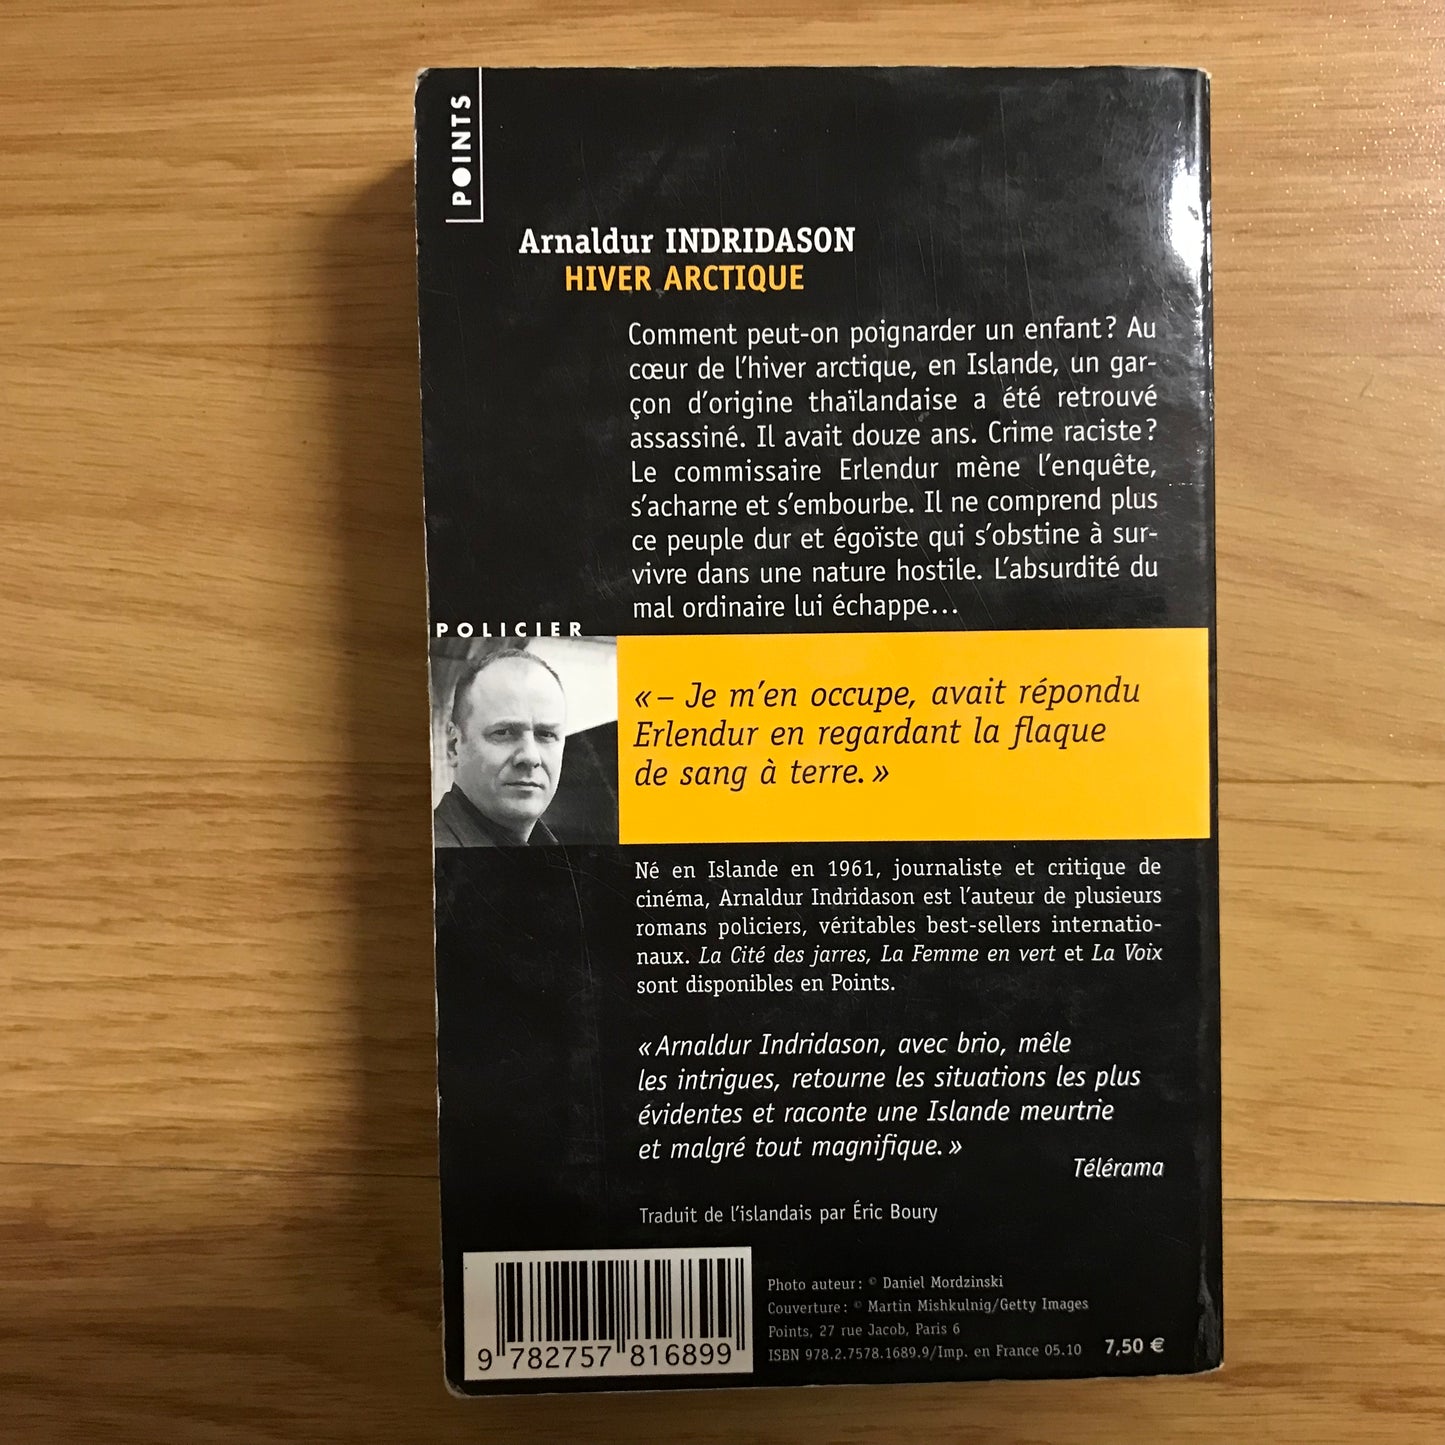 POINTS
Arnaldur INDRIDASON
HIVER ARCTIQUE
Comment peut-on poignarder un enfant ? Au
cœur de l'hiver arctique, en Islande, un gar-
çon d'origine thaïlandaise a été retrouvé
assassiné. Il avait douze ans. Crime raciste ?
Le commissaire Erlendur mène l'enquête,
s'acharne et s'embourbe. Il ne comprend plus
ce peuple dur et égoïste qui s'obstine à sur-
vivre dans une nature hostile. L'absurdité du
mal ordinaire lui échappe…
POLICIER
« – Je m'en occupe, avait répondu
Erlendur en regardant la flaque
de sang à terre. »
Né en Islande en 1961, journaliste et critique de
cinéma, Arnaldur Indridason est l'auteur de plusieurs
romans policiers, véritables best-sellers internatio-
naux. La Cité des jarres, La Femme en vert et La Voix
sont disponibles en Points.
« Arnaldur Indridason, avec brio, mêle
les intrigues, retourne les situations les plus
évidentes et raconte une Islande meurtrie
et malgré tout magnifique. »
Télérama
Traduit de l'islandais par Éric Boury
9 782757 816899
Photo auteur : © Daniel Mordzinski
Couverture : © Martin Mishkulnig/Getty Images
Points, 27 rue Jacob, Paris 6
ISBN 978.2.7578.1689.9/Imp. en France 05.10
7,50 €